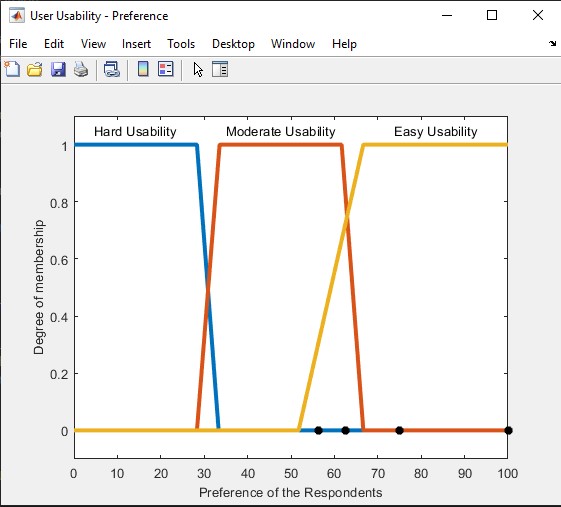 User Usability - Preference
File Edit View Insert Tools Desktop Window Help
Hard Usability Moderate Usability Easy Usability
1
0.8
0.6
0.4
0.2
0
Degree of membership
0 10 20 30 40 50 60 70 80 90 100
Preference of the Respondents